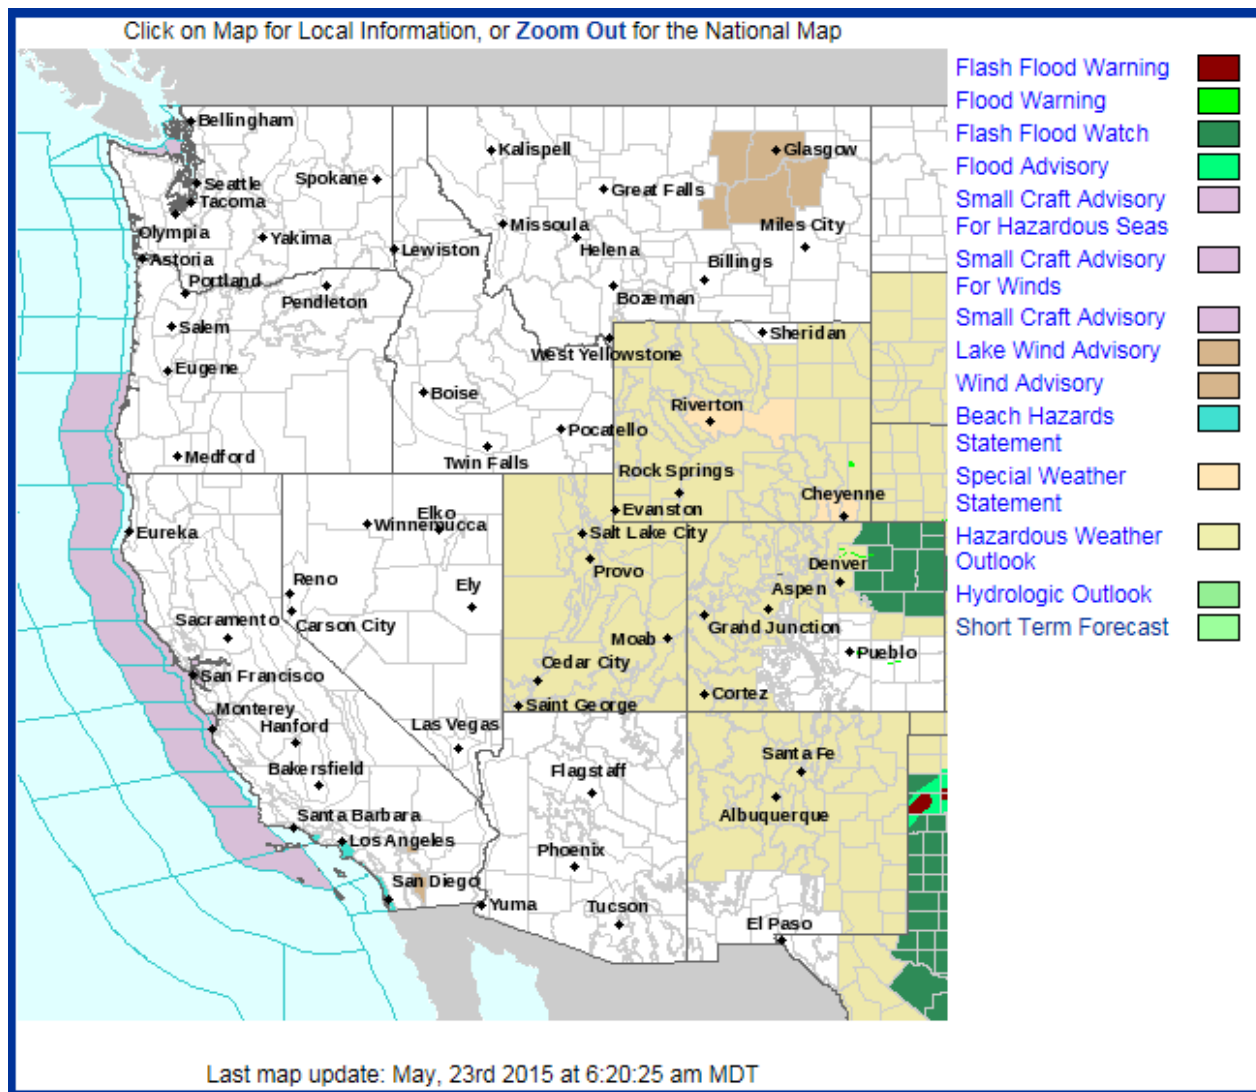 Click on Map for Local Information, or Zoom Out for the National Map
Bellingham
Seattle
Tacoma
Olympia
Spokane
Yakima
Astoria
Portland
Pendleton
Salem
Eugene
Medford
Lewiston
Kalispell
Great Falls
Glasgow
Missoula
Helena
Miles City
Billings
Bozeman
West Yellowstone
Sheridan
Boise
Pocatello
Twin Falls
Riverton
Rock Springs
Evanston
Cheyenne
Eureka
Winnemucca
Elko
Ely
Reno
Carson City
Sacramento
San Francisco
Monterey
Hanford
Bakersfield
Las Vegas
Santa Barbara
Los Angeles
San Diego
Salt Lake City
Provo
Moab
Cedar City
Saint George
Denver
Aspen
Grand Junction
Pueblo
Cortez
Flagstaff
Phoenix
Yuma
Tucson
Santa Fe
Albuquerque
El Paso
Flash Flood Warning
Flood Warning
Flash Flood Watch
Flood Advisory
Small Craft Advisory
For Hazardous Seas
Small Craft Advisory
For Winds
Small Craft Advisory
Lake Wind Advisory
Wind Advisory
Beach Hazards
Statement
Special Weather
Statement
Hazardous Weather
Outlook
Hydrologic Outlook
Short Term Forecast
Last map update: May, 23rd 2015 at 6:20:25 am MDT